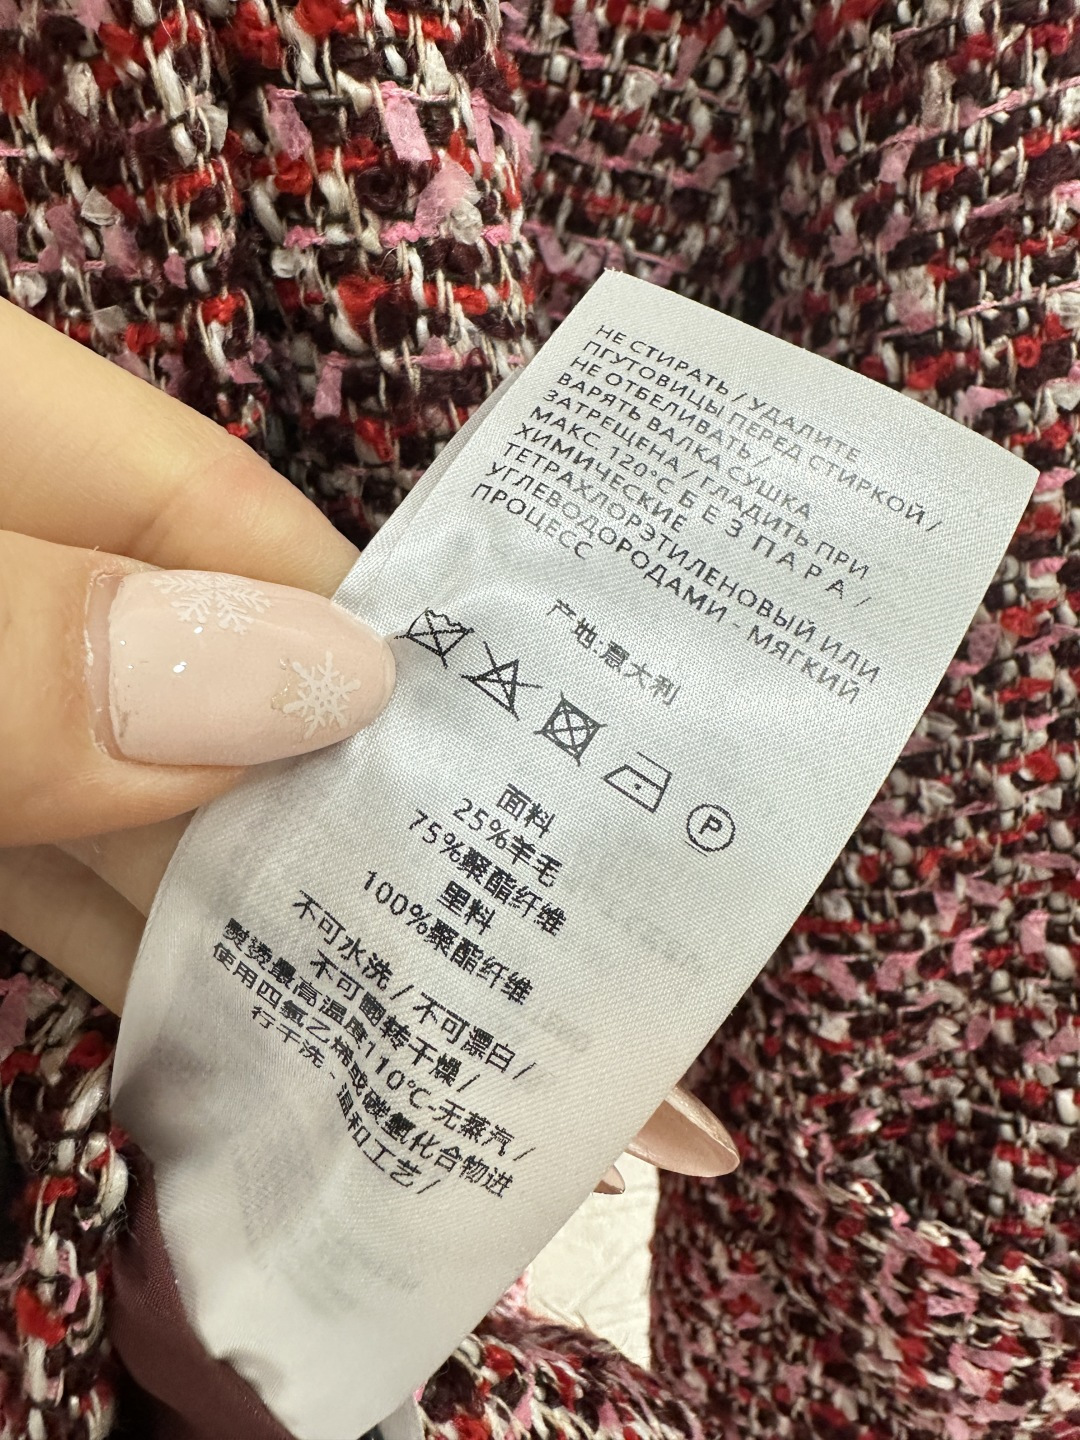 НЕ СТИРАТЬ / УДАЛИТЕ
ПГУТОВИЦЫ ПЕРЕД СТИРКОЙ /
НЕ ОТБЕЛИВАТЬ /
ВАРЯТЬ ВАЛКА СУШКА
ЗАТРЕЩЕНА / ГЛАДИТЬ ПРИ
МАКС. 120°C Б Е З П А Р А /
ХИМИЧЕСКИЕ
ТЕТРАХЛОРЭТИЛЕНОВЫЙ ИЛИ
УГЛЕВОДОРОДАМИ - МЯГКИЙ
ПРОЦЕСС
产地:意大利
P
面料
25%羊毛
75%聚酯纤维
里料
100%聚酯纤维
不可水洗 / 不可漂白 /
不可翻转干燥 /
熨烫最高温度110°C-无蒸汽 /
使用四氯乙烯或碳氢化合物进
行干洗 - 温和工艺 /